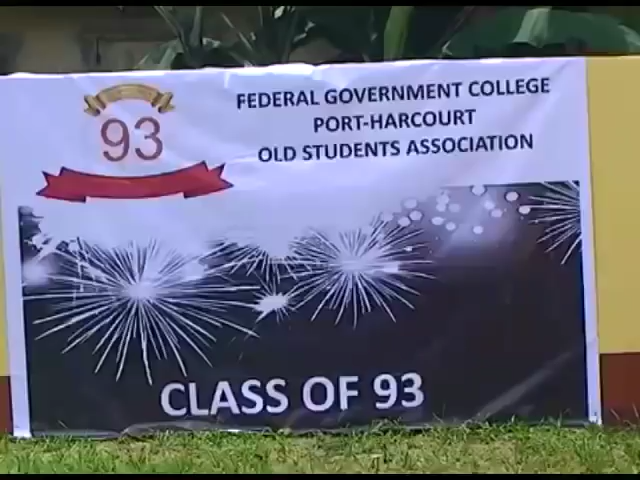 93
FEDERAL GOVERNMENT COLLEGE
PORT-HARCOURT
OLD STUDENTS ASSOCIATION
CLASS OF 93